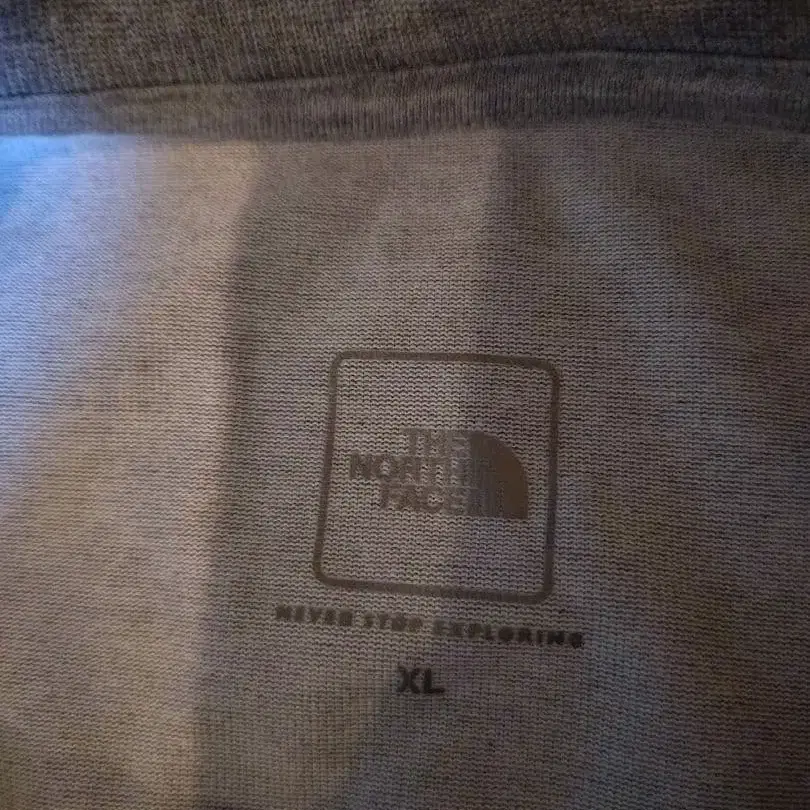 THE
NORTH
FACE
NEVER STOP EXPLORING
XL